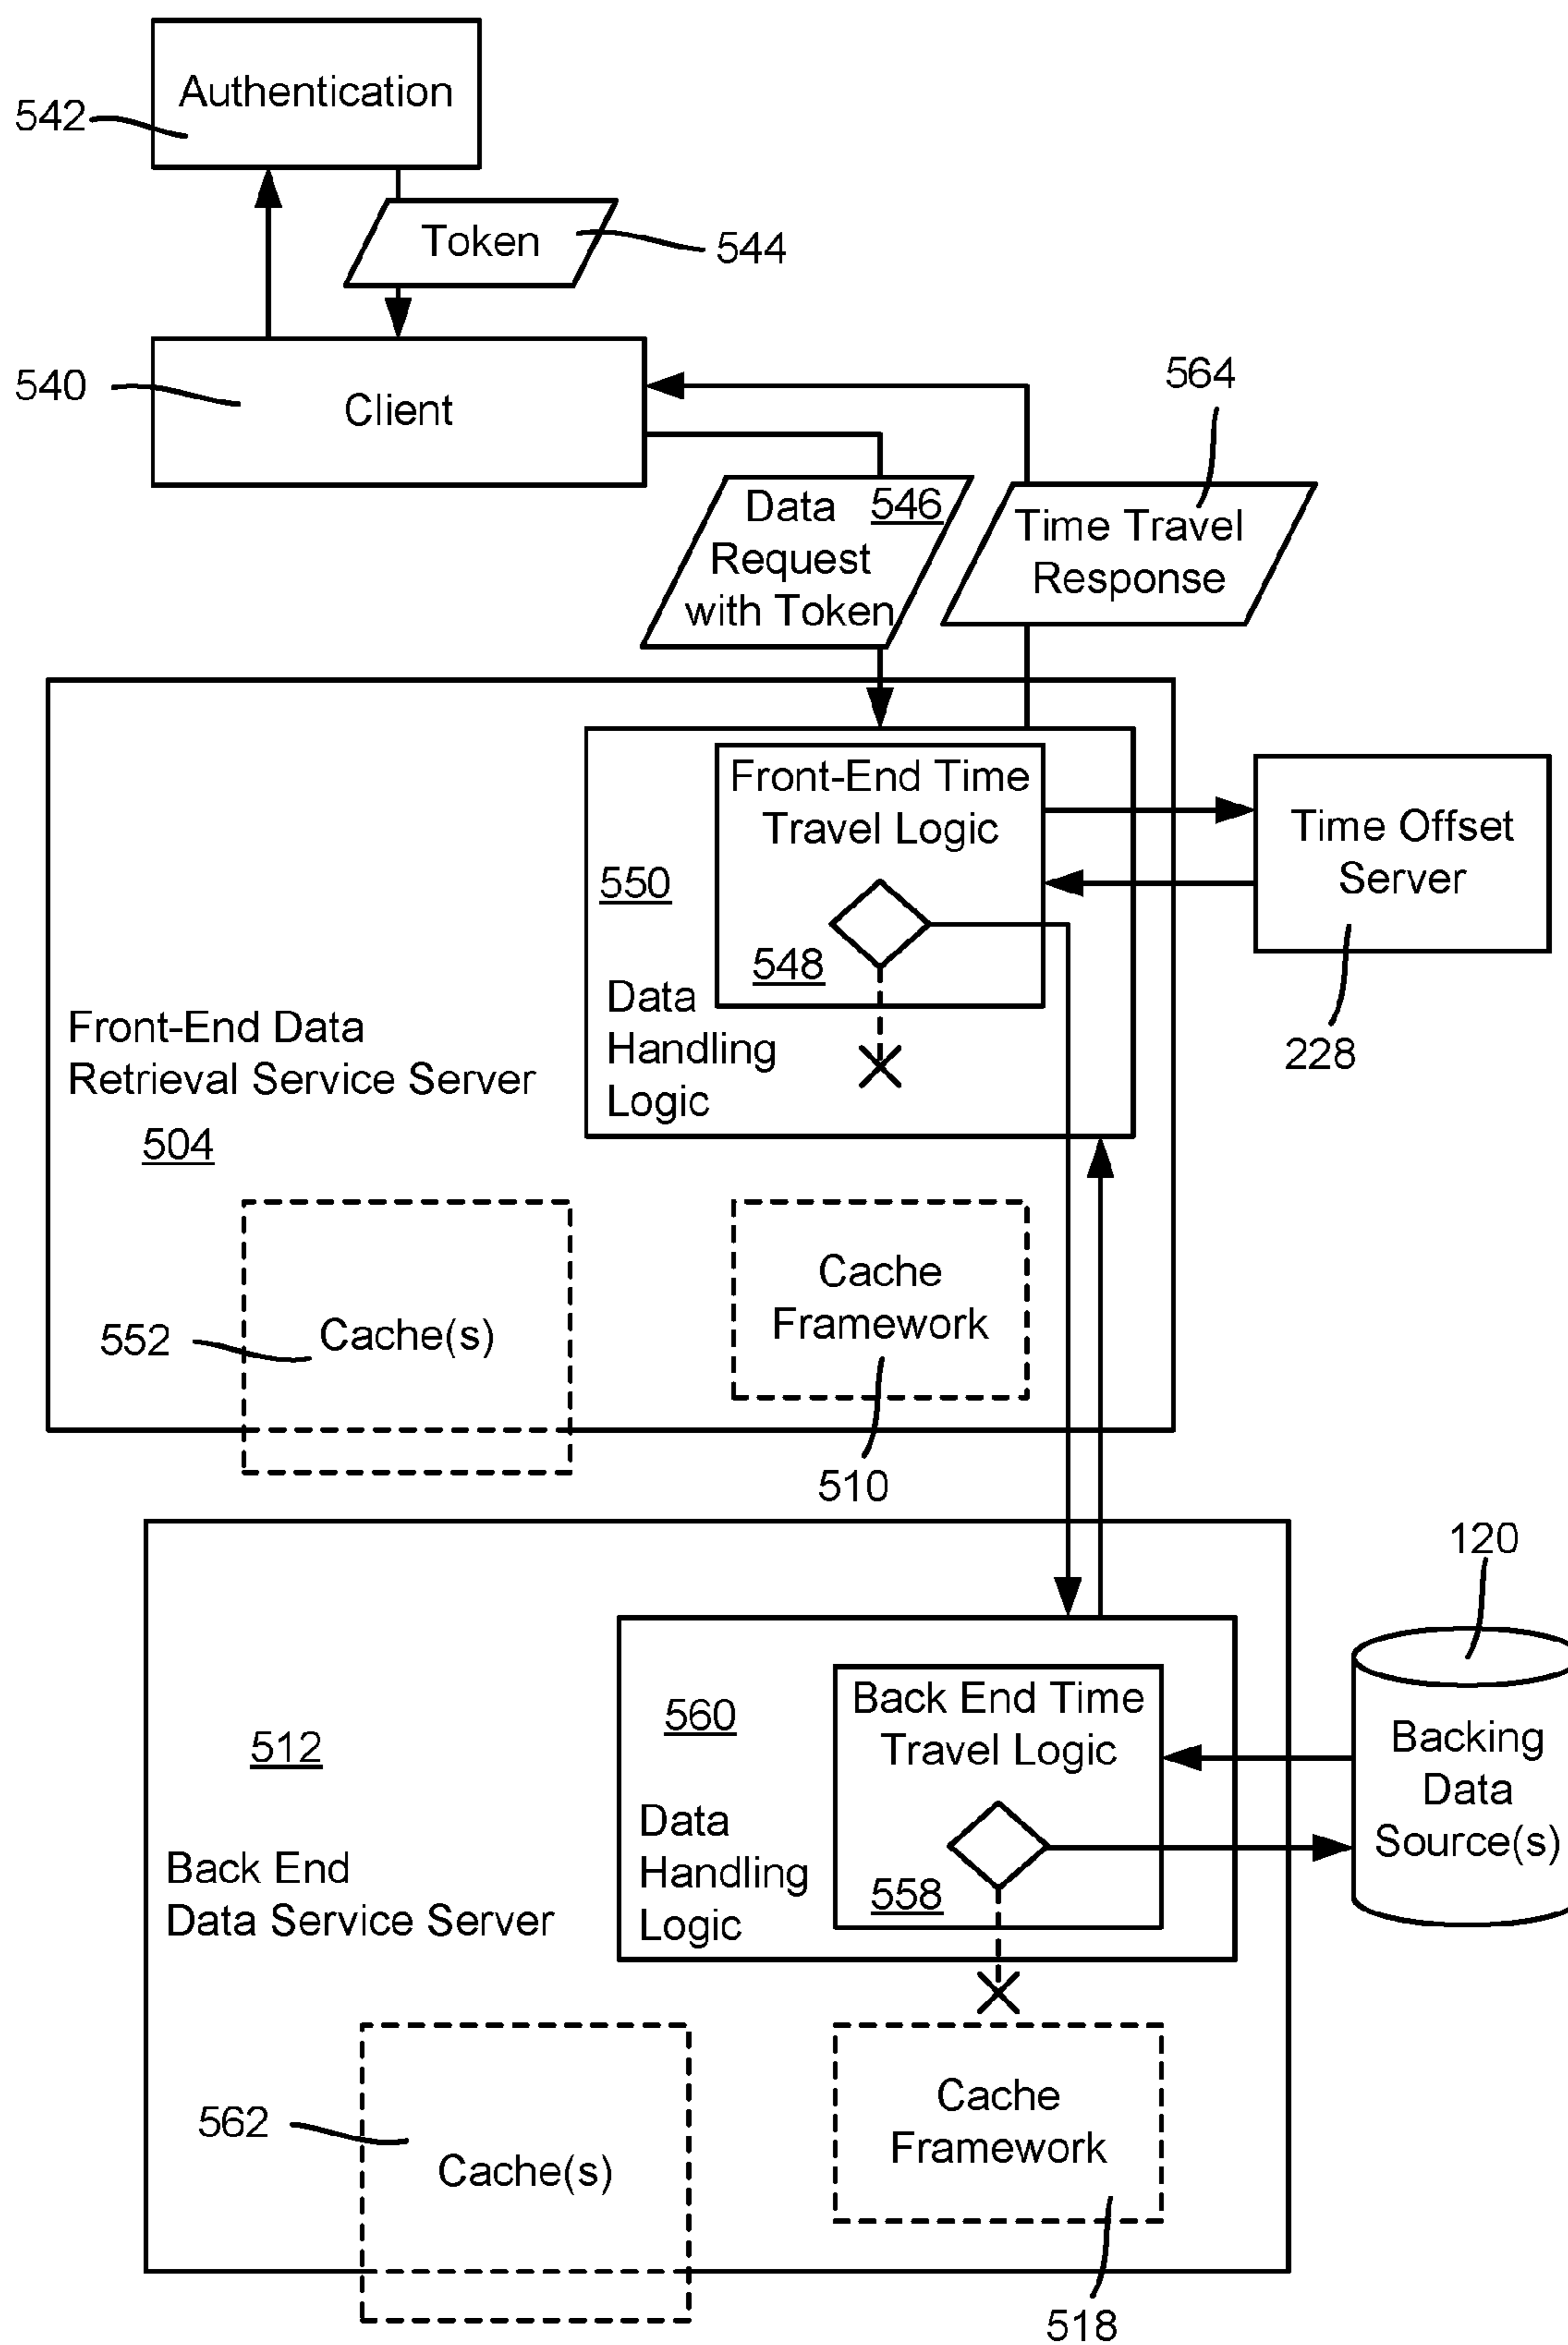 Authentication
542
Token
544
540
Client
564
Data 546
Request
with Token
Time Travel
Response
Front-End Time
Travel Logic
550
548
Data
Handling
Logic
Time Offset
Server
228
Front-End Data
Retrieval Service Server
504
Cache
Framework
552
Cache(s)
510
120
Back End Time
Travel Logic
560
512
Backing
Data
Source(s)
Data
Handling
Logic
558
Back End
Data Service Server
Cache
Framework
562
Cache(s)
518